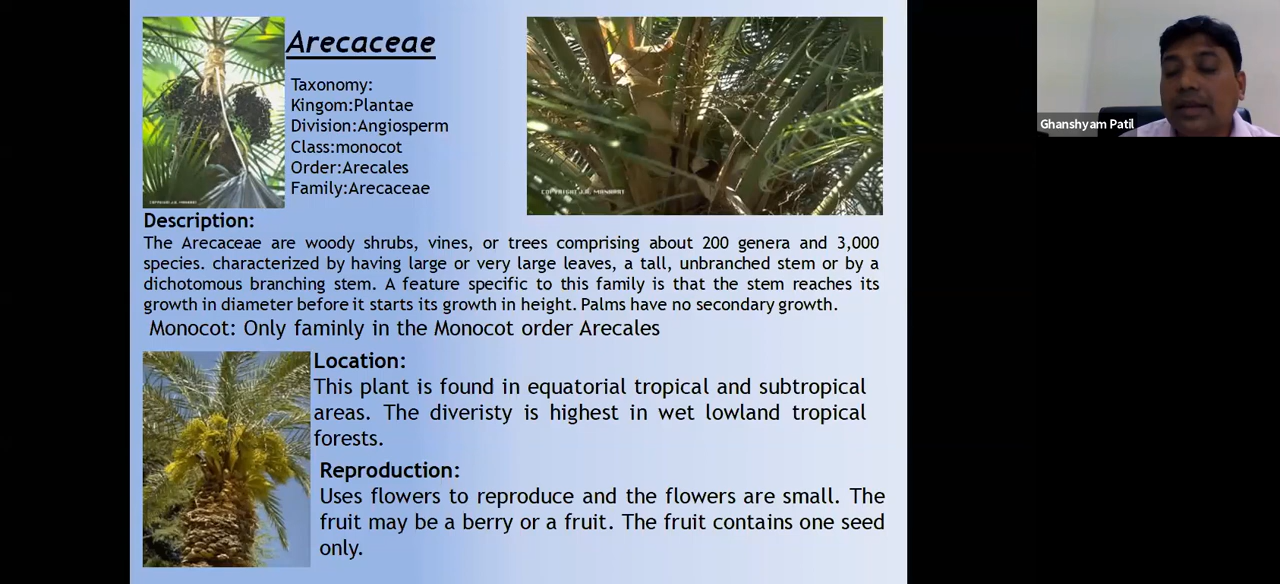 Arecaceae
Taxonomy:
Kingom:Plantae
Division:Angiosperm
Class:monocot
Order:Arecales
Family:Arecaceae
Description:
The Arecaceae are woody shrubs, vines, or trees comprising about 200 genera and 3,000
species. characterized by having large or very large leaves, a tall, unbranched stem or by a
dichotomous branching stem. A feature specific to this family is that the stem reaches its
growth in diameter before it starts its growth in height. Palms have no secondary growth.
Monocot: Only faminly in the Monocot order Arecales
Location:
This plant is found in equatorial tropical and subtropical
areas. The diveristy is highest in wet lowland tropical
forests.
Reproduction:
Uses flowers to reproduce and the flowers are small. The
fruit may be a berry or a fruit. The fruit contains one seed
only.
Ghanshyam Patil